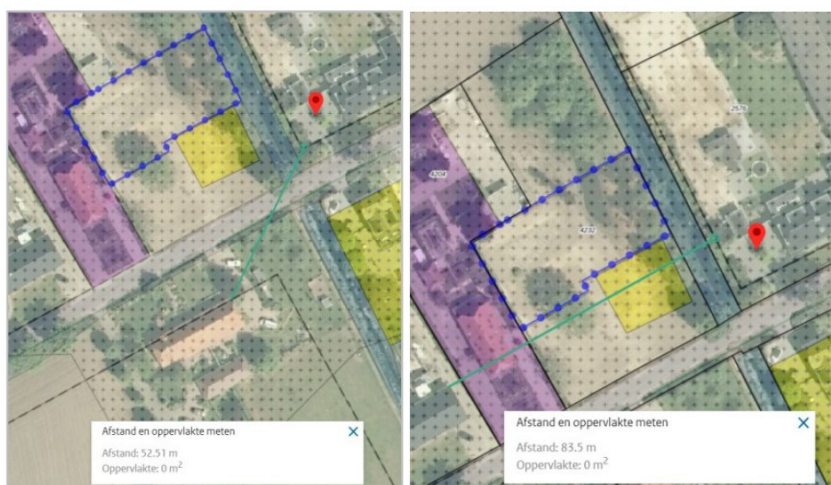 Afstand en oppervlakte meten
Afstand: 52.51 m
Oppervlakte: 0 m²
4204
4232
2576
Afstand en oppervlakte meten
Afstand: 83.5 m
Oppervlakte: 0 m²